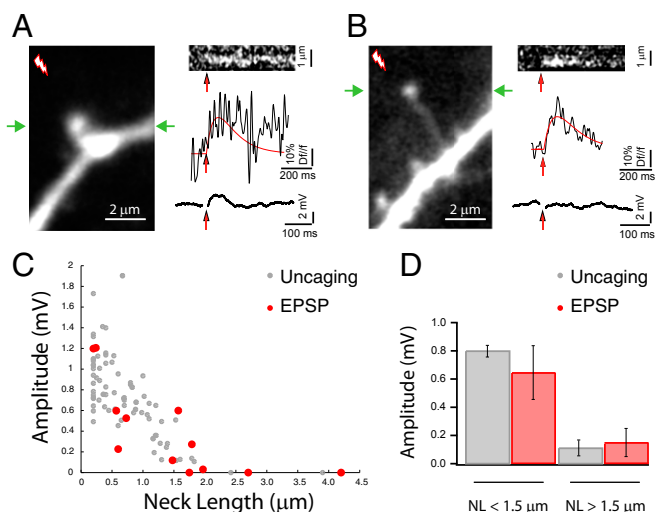 A
1 μm
10%
Df/f
200 ms
2 mV
100 ms
2 μm
B
1 μm
10%
Df/f
200 ms
2 mV
100 ms
2 μm
C
Uncaging
EPSP
Amplitude (mV)
2
1.8
1.6
1.4
1.2
1
0.8
0.6
0.4
0.2
0
0 0.5 1.0 1.5 2.0 2.5 3.0 3.5 4.0 4.5
Neck Length (μm)
D
Uncaging
EPSP
Amplitude (mV)
0.8
0.6
0.4
0.2
0.0
NL < 1.5 μm NL > 1.5 μm